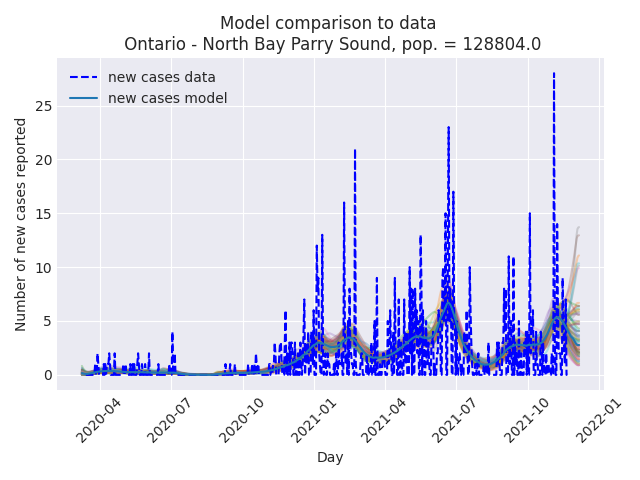 Model comparison to data
Ontario - North Bay Parry Sound, pop. = 128804.0
new cases data
new cases model
Number of new cases reported
25
20
15
10
5
0
2020-04
2020-07
2020-10
2021-01
2021-04
2021-07
2021-10
2022-01
Day